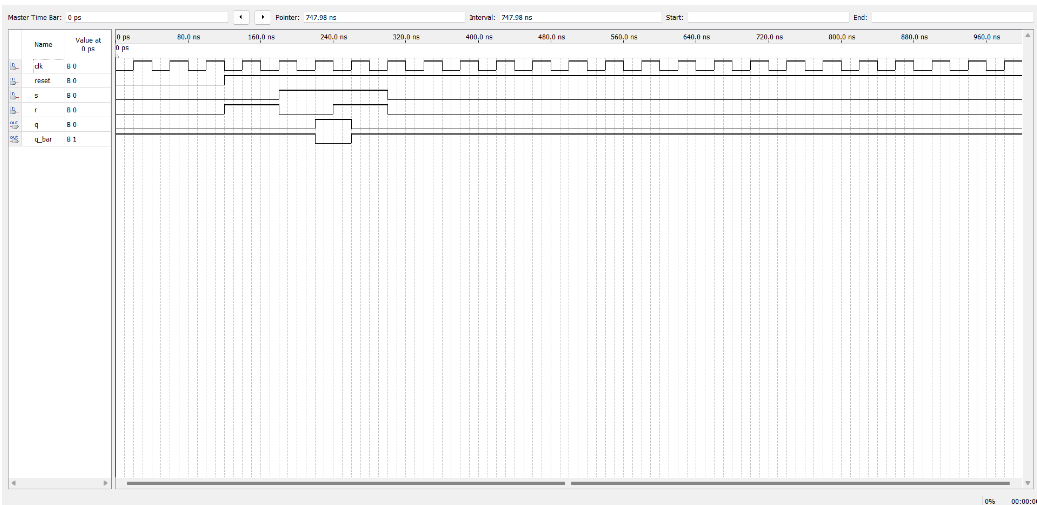 Master Time Bar: 0 ps Pointer: 747.98 ns Interval: 747.98 ns Start: End:
Name Value at 0 ps
0 ps 80.0 ns 160.0 ns 240.0 ns 320.0 ns 400.0 ns 480.0 ns 560.0 ns 640.0 ns 720.0 ns 800.0 ns 880.0 ns 960.0 ns
0 ps
clk B 0
reset B 0
s B 0
r B 0
q B 0
q_bar B 1
0% 00:00:00